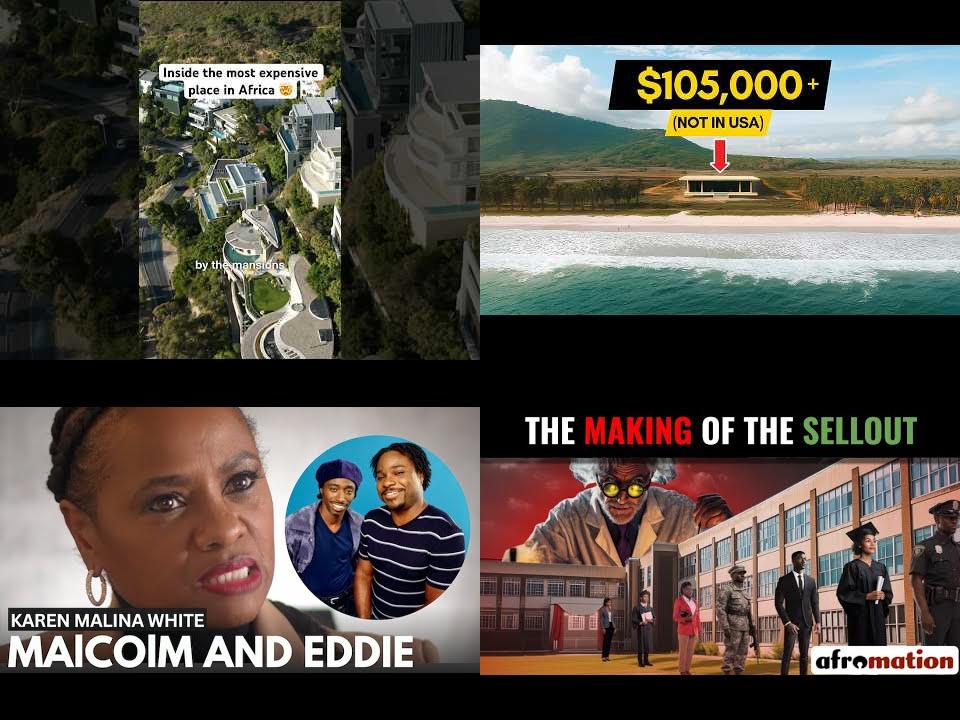 Inside the most expensive
place in Africa 🤯
by the mansions
$105,000+
(NOT IN USA)
KAREN MALINA WHITE
MAlCOlM AND EDDIE
THE MAKING OF THE SELLOUT
afromation